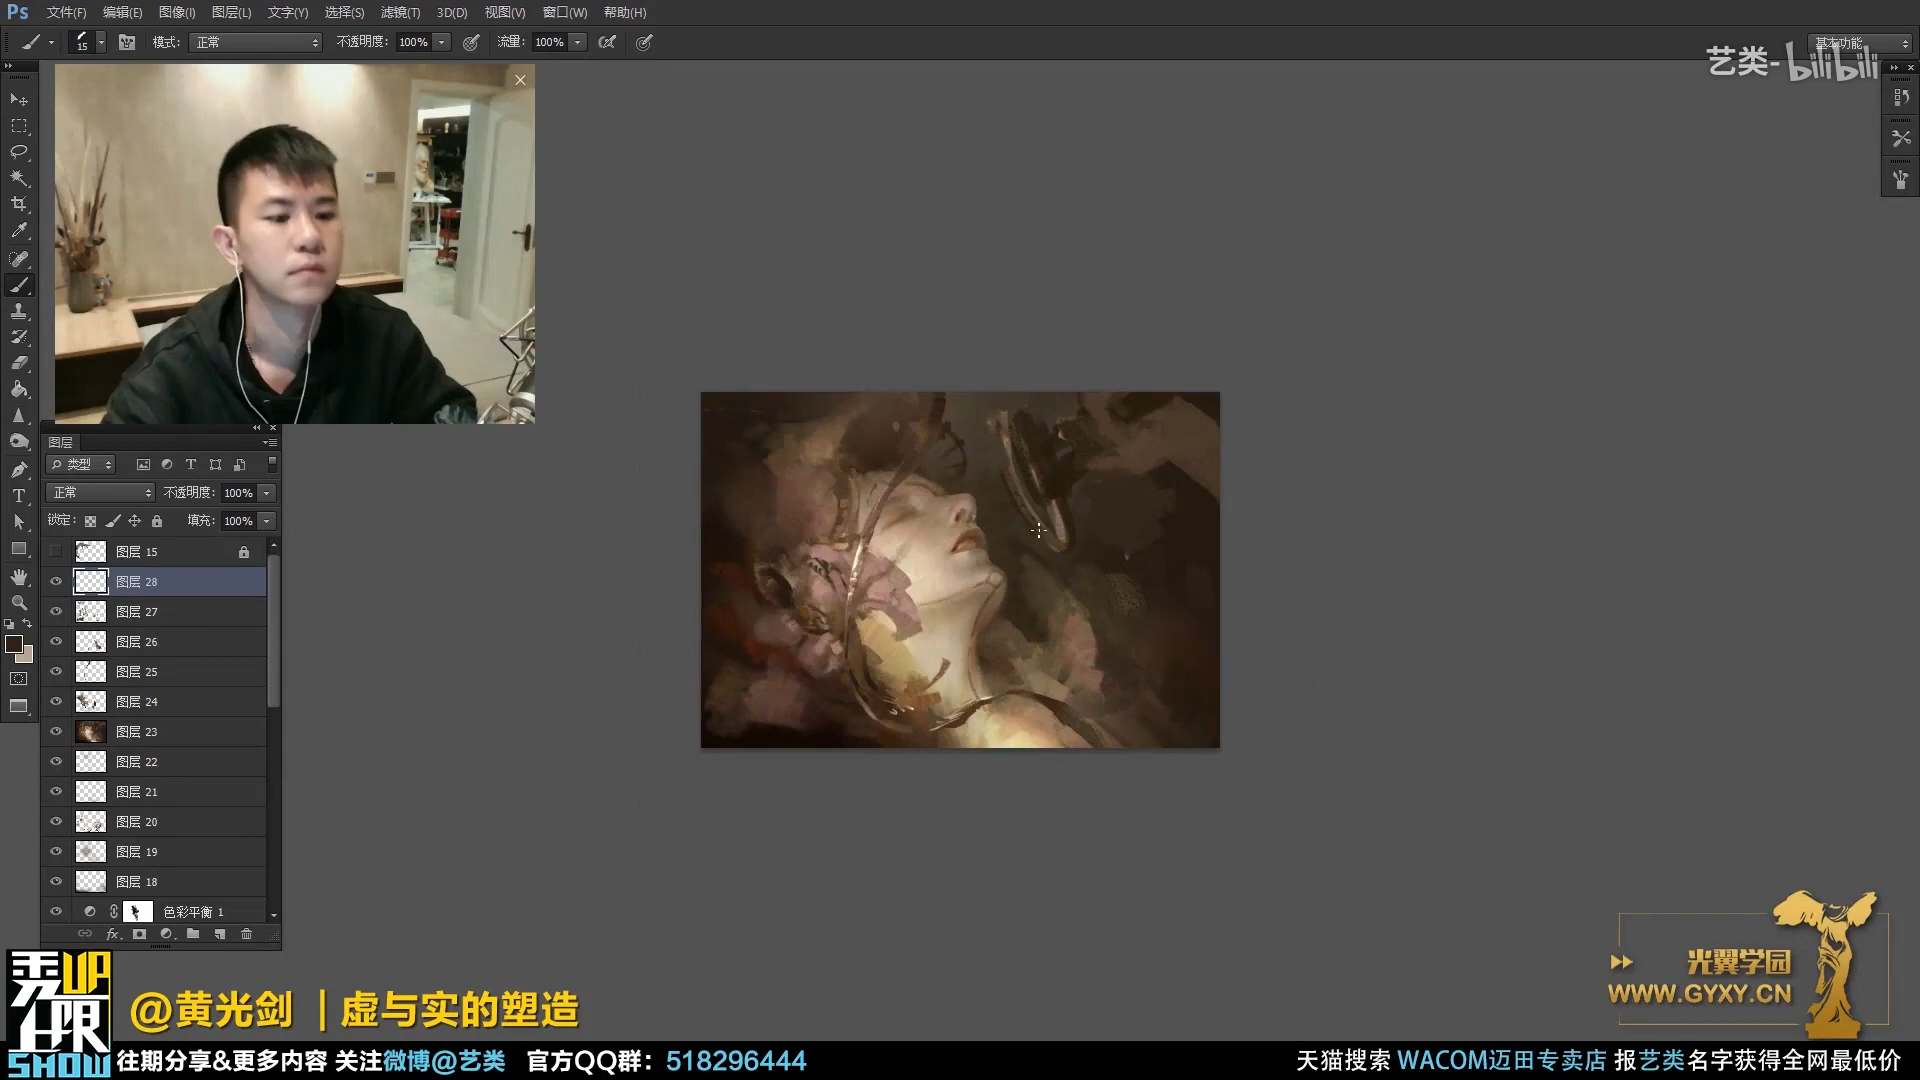 Ps 文件(F) 编辑(E) 图像(I) 图层(L) 文字(Y) 选择(S) 滤镜(T) 3D(D) 视图(V) 窗口(W) 帮助(H)
15 模式: 正常 不透明度: 100% 流量: 100% 基本功能
艺类-bilibili
图层
类型
正常 不透明度: 100%
锁定: 填充: 100%
图层 15
图层 28
图层 27
图层 26
图层 25
图层 24
图层 23
图层 22
图层 21
图层 20
图层 19
图层 18
色彩平衡 1
光翼学园
WWW.GYXY.CN
UP
SHOW
@黄光剑 | 虚与实的塑造
往期分享&更多内容 关注微博@艺类 官方QQ群: 518296444
天猫搜索 WACOM迈田专卖店 报艺类名字获得全网最低价